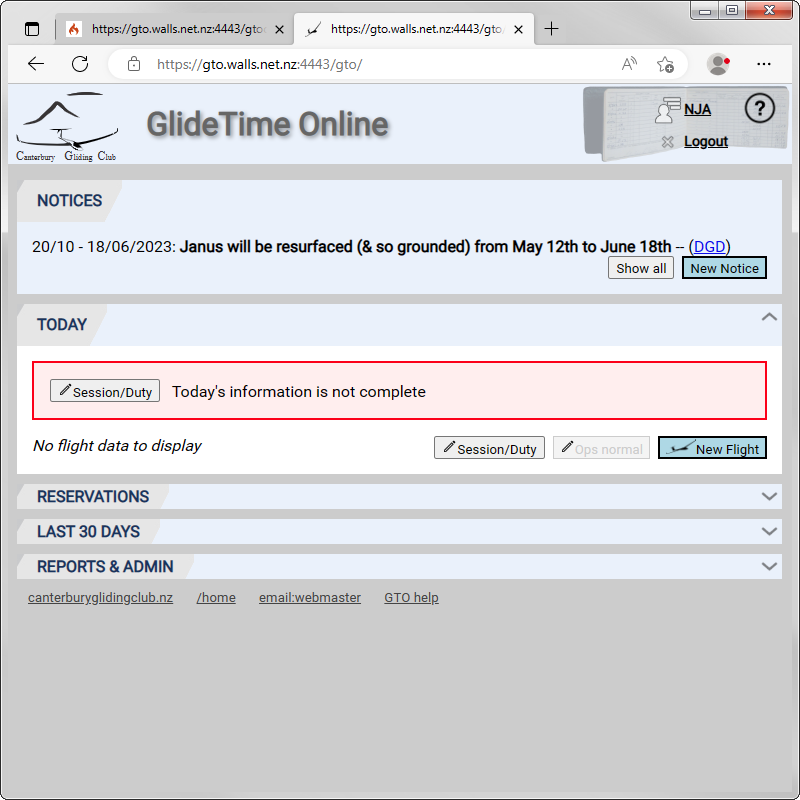 https://gto.walls.net.nz:4443/gto
https://gto.walls.net.nz:4443/gto/
https://gto.walls.net.nz:4443/gto/
Canterbury Gliding Club
GlideTime Online
NJA
?
Logout
NOTICES
20/10 - 18/06/2023: Janus will be resurfaced (& so grounded) from May 12th to June 18th -- (DGD)
Show all New Notice
TODAY
Session/Duty Today's information is not complete
No flight data to display Session/Duty Ops normal New Flight
RESERVATIONS
LAST 30 DAYS
REPORTS & ADMIN
canterburyglidingclub.nz /home email:webmaster GTO help